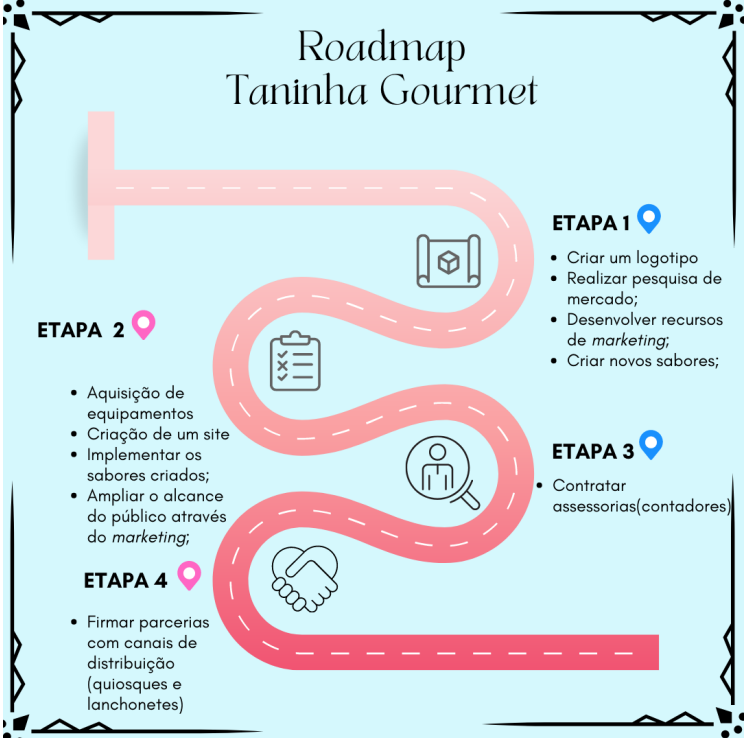 Roadmap
Taninha Gourmet
ETAPA 1
• Criar um logotipo
• Realizar pesquisa de
mercado;
• Desenvolver recursos
de marketing;
• Criar novos sabores;
ETAPA 2
• Aquisição de
equipamentos
• Criação de um site
• Implementar os
sabores criados;
• Ampliar o alcance
do público através
do marketing;
ETAPA 3
• Contratar
assessorias(contadores)
ETAPA 4
• Firmar parcerias
com canais de
distribuição
(quiosques e
lanchonetes)